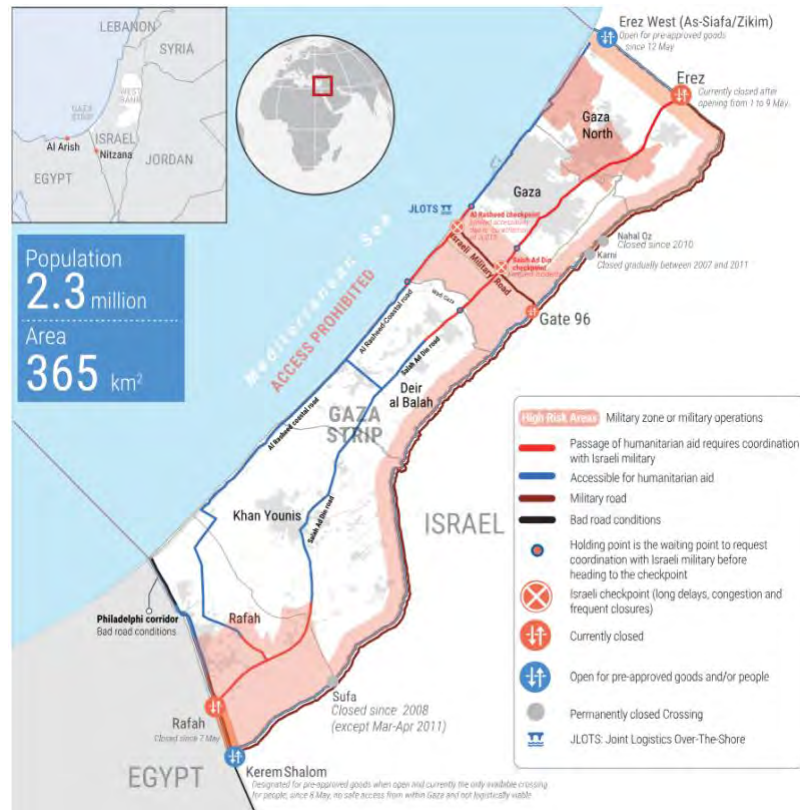 LEBANON
SYRIA
WEST
BANK
GAZA
STRIP
ISRAEL
Al Arish
Nitzana
JORDAN
EGYPT
Erez West (As-Siafa/Zikim)
Open for pre-approved goods
since 12 May
Erez
Currently closed after
opening from 1 to 9 May.
Gaza
North
Gaza
JLOTS
Al Rasheed checkpoint
Israeli Military Road
Salah Ad Din
checkpoint
Nahal Oz
Closed since 2010
Karni
Closed gradually between 2007 and 2011
Gate 96
Population
2.3 million
Area
365 km²
Mediterranean Sea
ACCESS PROHIBITED
Al Rasheed Coastal road
Wadi Gaza
Salah Ad Din road
Deir
al Balah
GAZA
STRIP
Al Rasheed coastal road
Khan Younis
Salah Ad Din road
ISRAEL
Philadelphi corridor
Bad road conditions
Rafah
Sufa
Closed since 2008
(except Mar-Apr 2011)
Rafah
Closed since 7 May
EGYPT
Kerem Shalom
Designated for pre-approved goods when open and currently the only available crossing
for people, since 8 May, no safe access from within Gaza and not logistically viable
High Risk Areas Military zone or military operations
Passage of humanitarian aid requires coordination
with Israeli military
Accessible for humanitarian aid
Military road
Bad road conditions
Holding point is the waiting point to request
coordination with Israeli military before
heading to the checkpoint
Israeli checkpoint (long delays, congestion and
frequent closures)
Currently closed
Open for pre-approved goods and/or people
Permanently closed Crossing
JLOTS: Joint Logistics Over-The-Shore